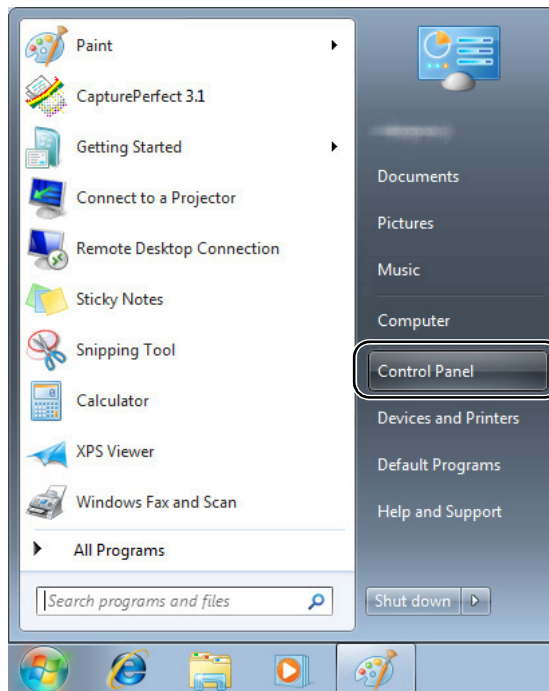 Paint
CapturePerfect 3.1
Getting Started
Connect to a Projector
Remote Desktop Connection
Sticky Notes
Snipping Tool
Calculator
XPS Viewer
Windows Fax and Scan
All Programs
Search programs and files
Documents
Pictures
Music
Computer
Control Panel
Devices and Printers
Default Programs
Help and Support
Shut down